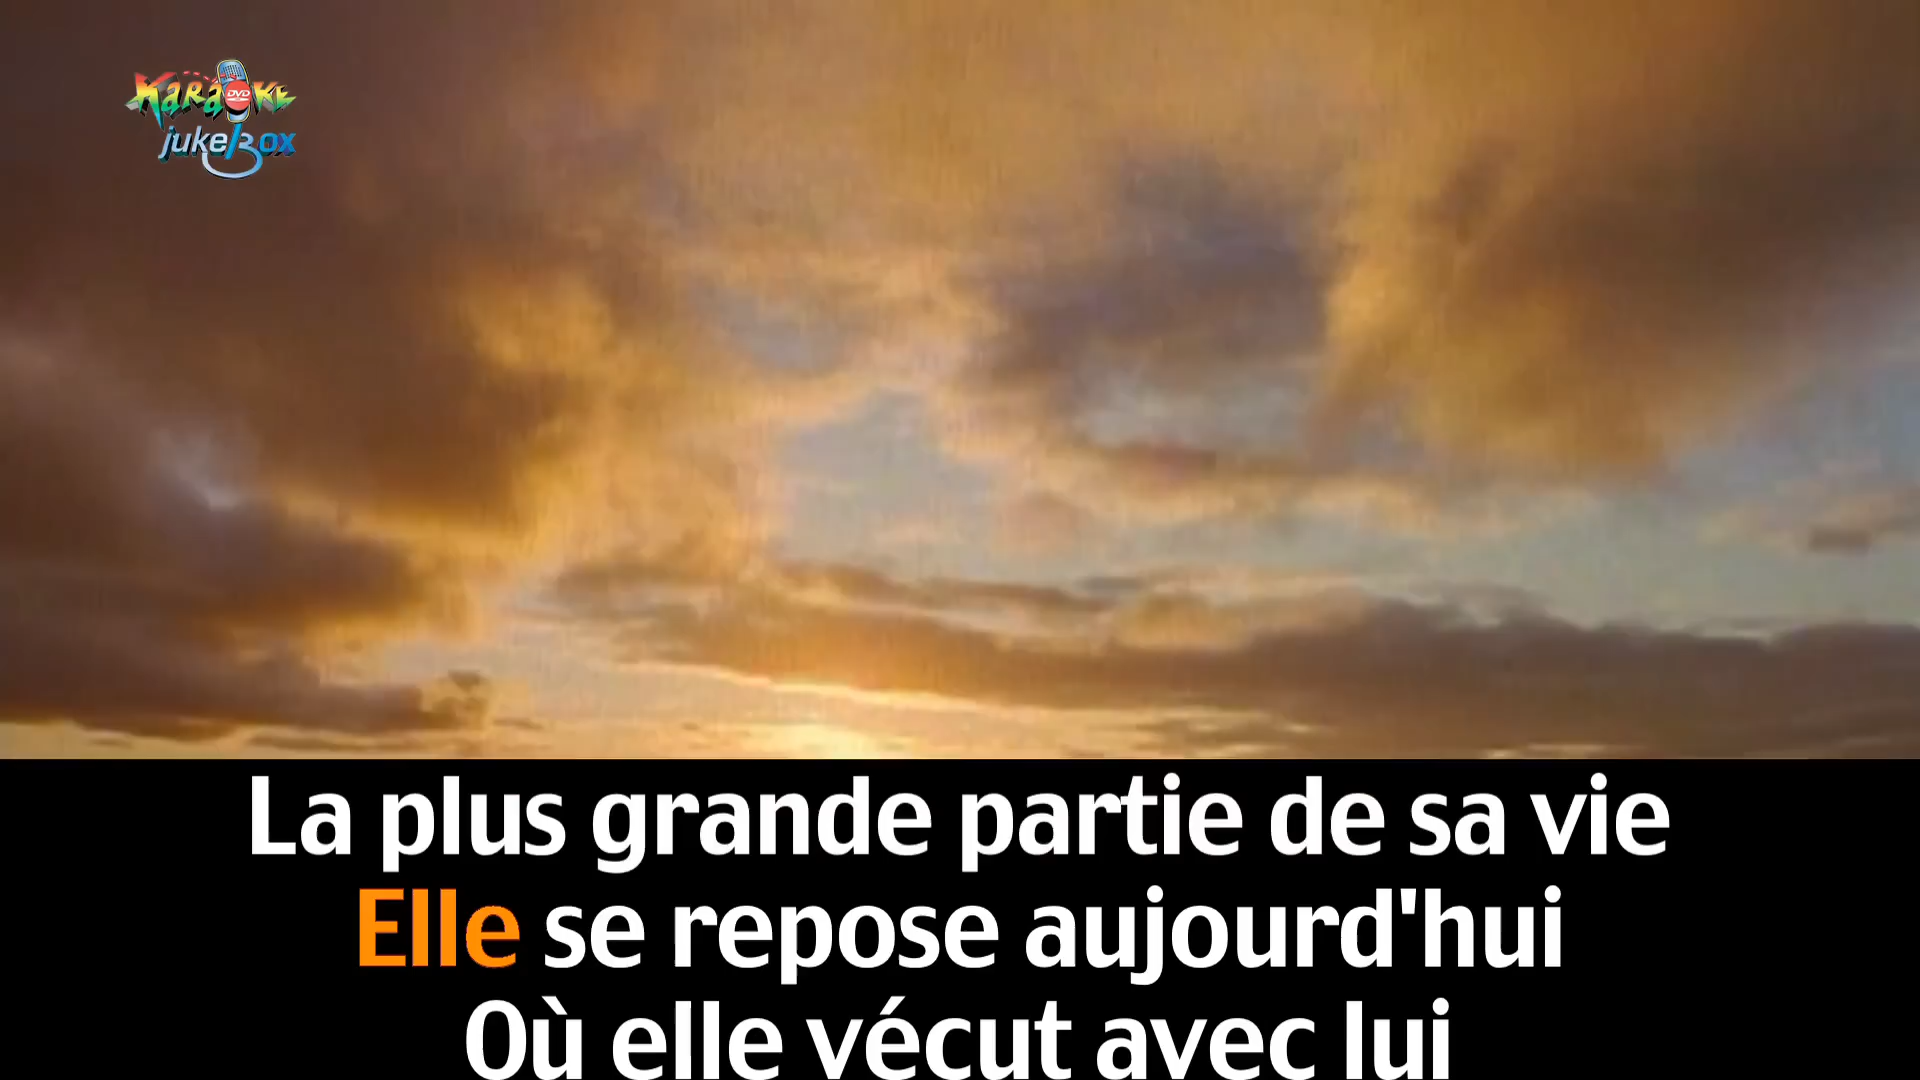 KaraoKe
DVD
jukeBox
La plus grande partie de sa vie
Elle se repose aujourd'hui
Où elle vécut avec lui